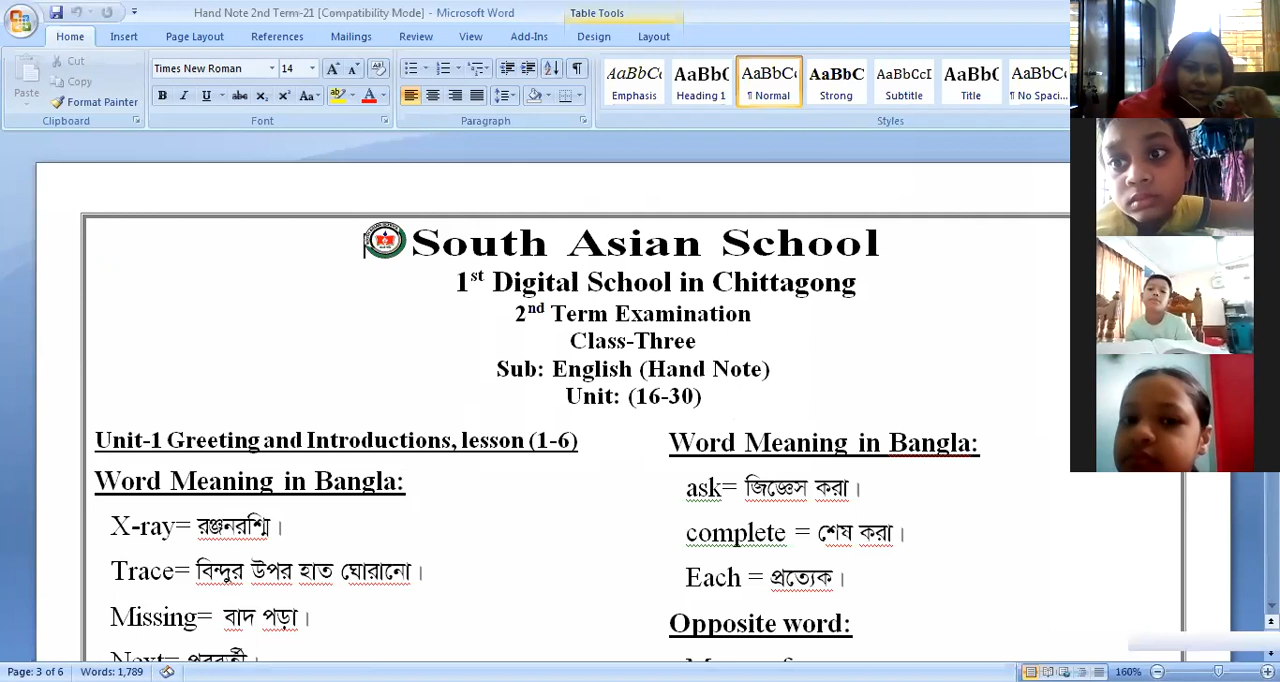 Hand Note 2nd Term-21 [Compatibility Mode] - Microsoft Word
Table Tools
Home Insert Page Layout References Mailings Review View Add-Ins Design Layout
Cut
Copy
Paste
Format Painter
Clipboard
Times New Roman 14
Font
Paragraph
AaBbCc AaBbC AaBbCc AaBbC AaBbCcI AaBbC AaBbCc
Emphasis Heading 1 ¶ Normal Strong Subtitle Title ¶ No Spaci...
Styles
South Asian School
1st Digital School in Chittagong
2nd Term Examination
Class-Three
Sub: English (Hand Note)
Unit: (16-30)
Unit-1 Greeting and Introductions, lesson (1-6)
Word Meaning in Bangla:
X-ray= রঞ্জনরশ্মি।
Trace= বিন্দুর উপর হাত ঘোরানো।
Missing= বাদ পড়া।
Next= পরবর্তী।
Word Meaning in Bangla:
ask= জিজ্ঞেস করা।
complete = শেষ করা।
Each = প্রত্যেক।
Opposite word:
Page: 3 of 6 Words: 1,789 160%